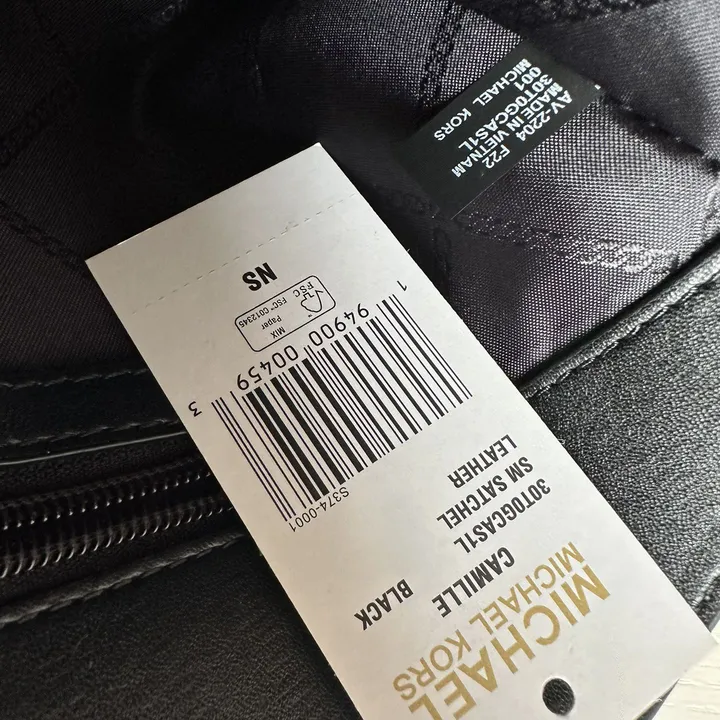 MICHAEL
MICHAEL KORS
CAMILLE
BLACK
30T0GCAS1L
SM SATCHEL
LEATHER
S374-0001
1 94900 00459 3
FSC
MIX
Paper
FSC™ C012345
NS
MICHAEL KORS
001
30T0GCAS1L
MADE IN VIETNAM
AV-2204 F22